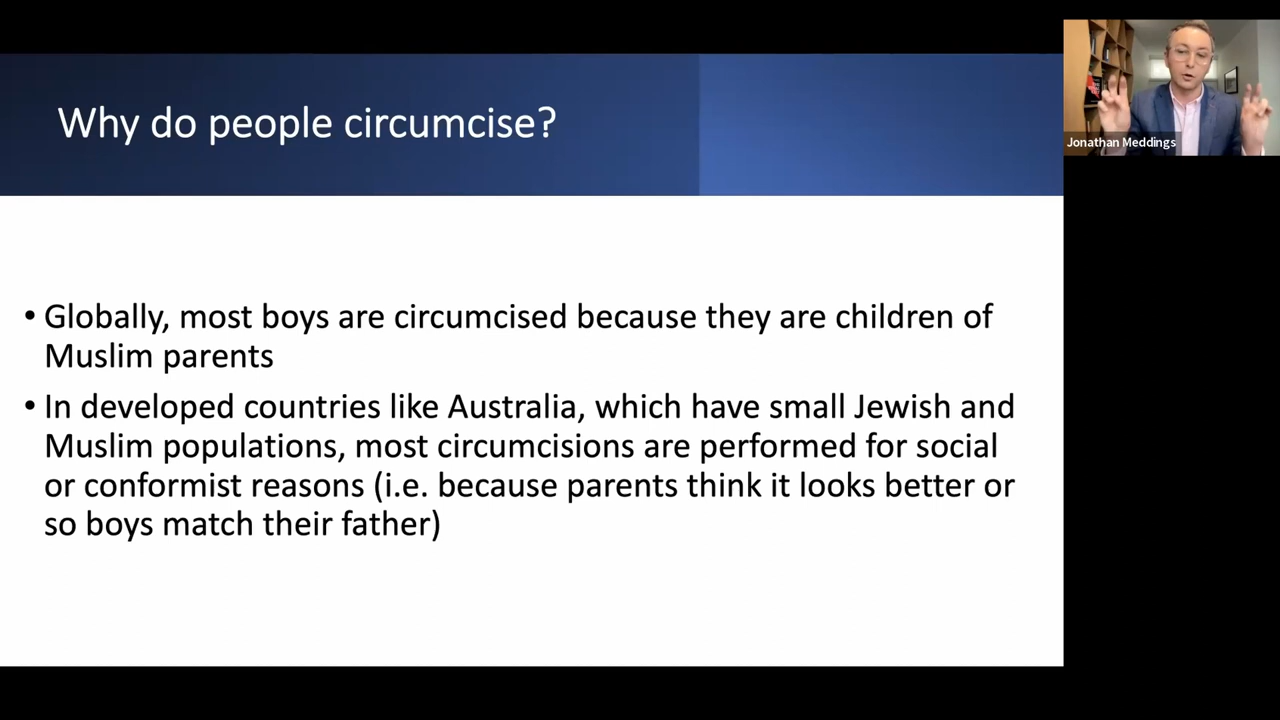 Why do people circumcise?
• Globally, most boys are circumcised because they are children of
Muslim parents
• In developed countries like Australia, which have small Jewish and
Muslim populations, most circumcisions are performed for social
or conformist reasons (i.e. because parents think it looks better or
so boys match their father)
Jonathan Meddings